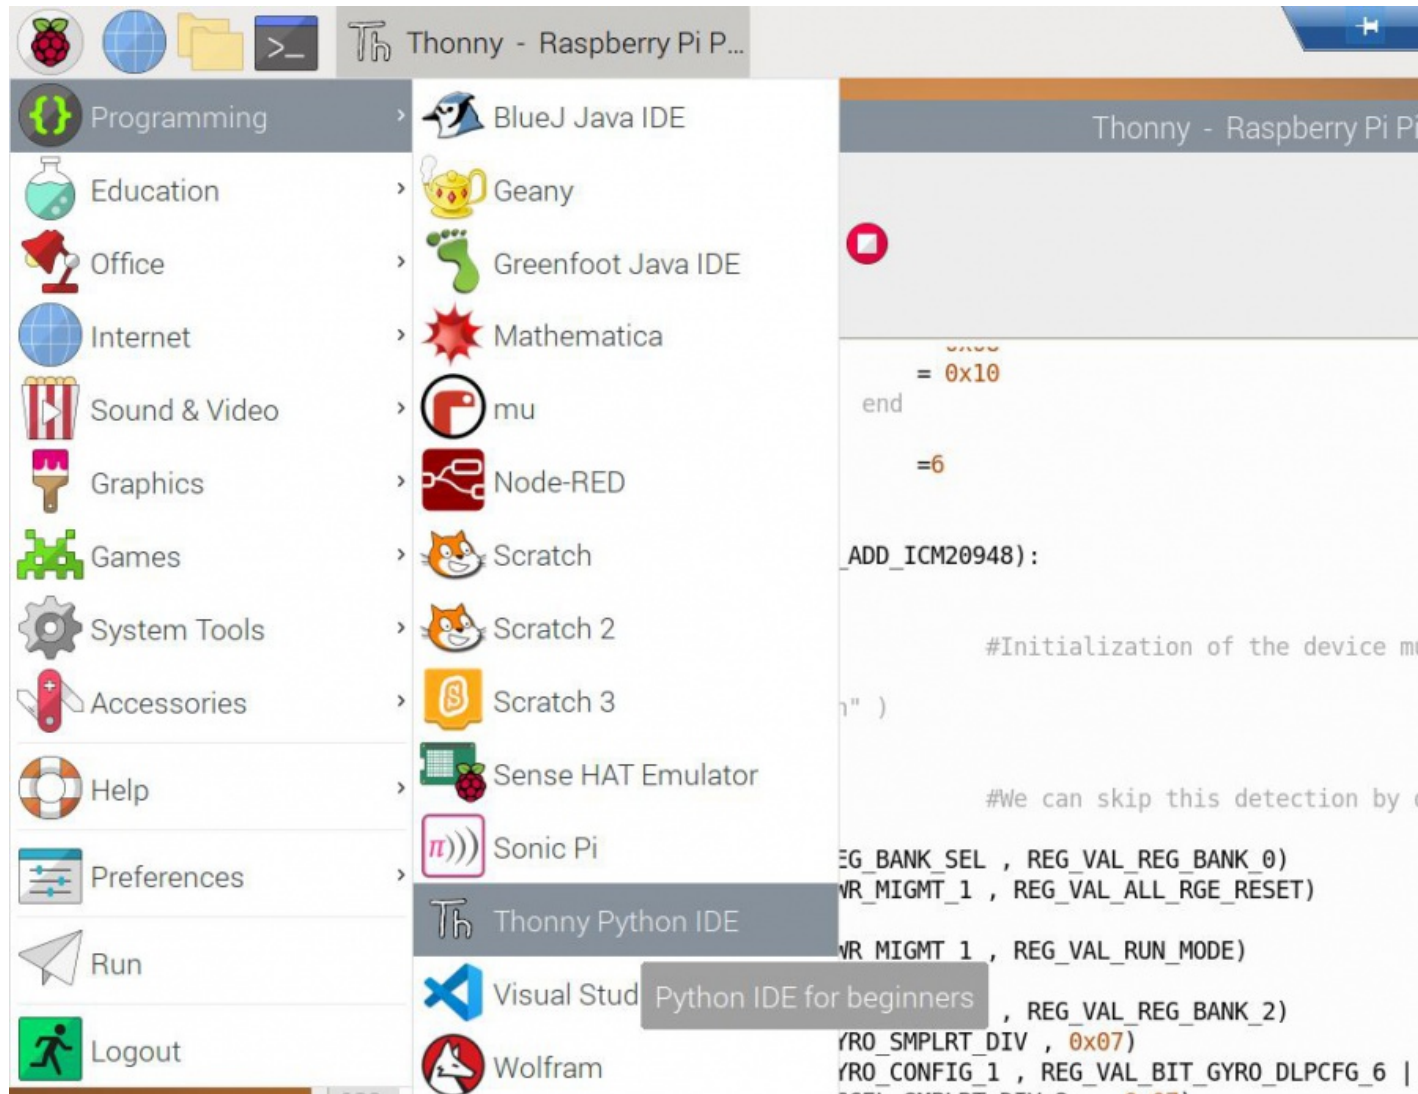 Thonny - Raspberry Pi P...
Programming
Education
Office
Internet
Sound & Video
Graphics
Games
System Tools
Accessories
Help
Preferences
Run
Logout
BlueJ Java IDE
Geany
Greenfoot Java IDE
Mathematica
mu
Node-RED
Scratch
Scratch 2
Scratch 3
Sense HAT Emulator
Sonic Pi
Thonny Python IDE
Visual Stud
Python IDE for beginners
Wolfram
Thonny - Raspberry Pi Pi
= 0x10
end
=6
_ADD_ICM20948):
#Initialization of the device mu
" )
#We can skip this detection by
EG_BANK_SEL , REG_VAL_REG_BANK_0)
WR_MIGMT_1 , REG_VAL_ALL_RGE_RESET)
WR_MIGMT_1 , REG_VAL_RUN_MODE)
, REG_VAL_REG_BANK_2)
YRO_SMPLRT_DIV , 0x07)
YRO_CONFIG_1 , REG_VAL_BIT_GYRO_DLPCFG_6 |